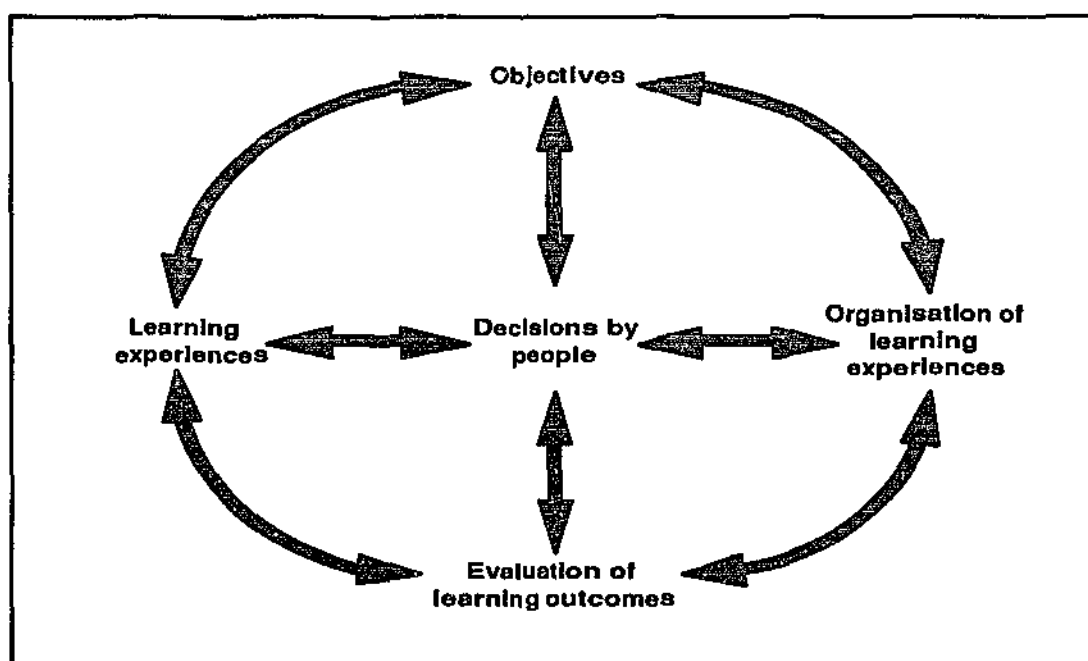 Objectives
Learning
experiences
Decisions by
people
Organisation of
learning
experiences
Evaluation of
learning outcomes